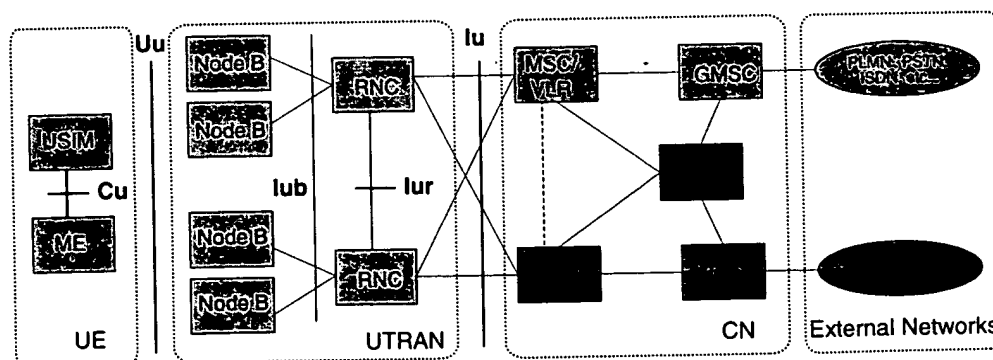 Uu
Iu
Node B
Node B
RNC
MSC/
VLR
GMSC
PLMN, PSTN,
ISDN, etc...
USIM
Cu
ME
Iub
Iur
Node B
Node B
RNC
UE
UTRAN
CN
External Networks